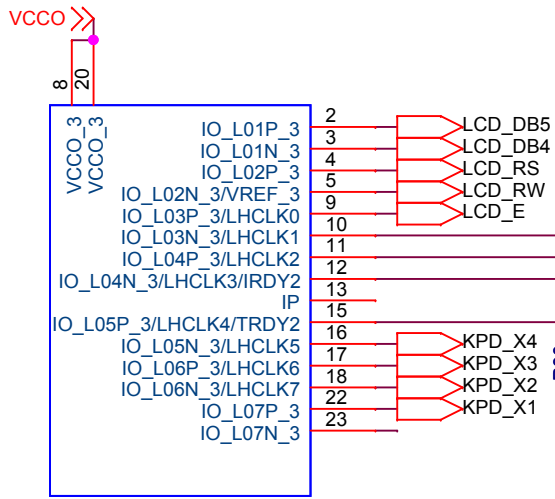 VCCO
8
20
VCCO_3
VCCO_3
IO_L01P_3 2 LCD_DB5
IO_L01N_3 3 LCD_DB4
IO_L02P_3 4 LCD_RS
IO_L02N_3/VREF_3 5 LCD_RW
IO_L03P_3/LHCLK0 9 LCD_E
IO_L03N_3/LHCLK1 10
IO_L04P_3/LHCLK2 11
IO_L04N_3/LHCLK3/IRDY2 12
IP 13
IO_L05P_3/LHCLK4/TRDY2 15
IO_L05N_3/LHCLK5 16 KPD_X4
IO_L06P_3/LHCLK6 17 KPD_X3
IO_L06N_3/LHCLK7 18 KPD_X2
IO_L07P_3 22 KPD_X1
IO_L07N_3 23